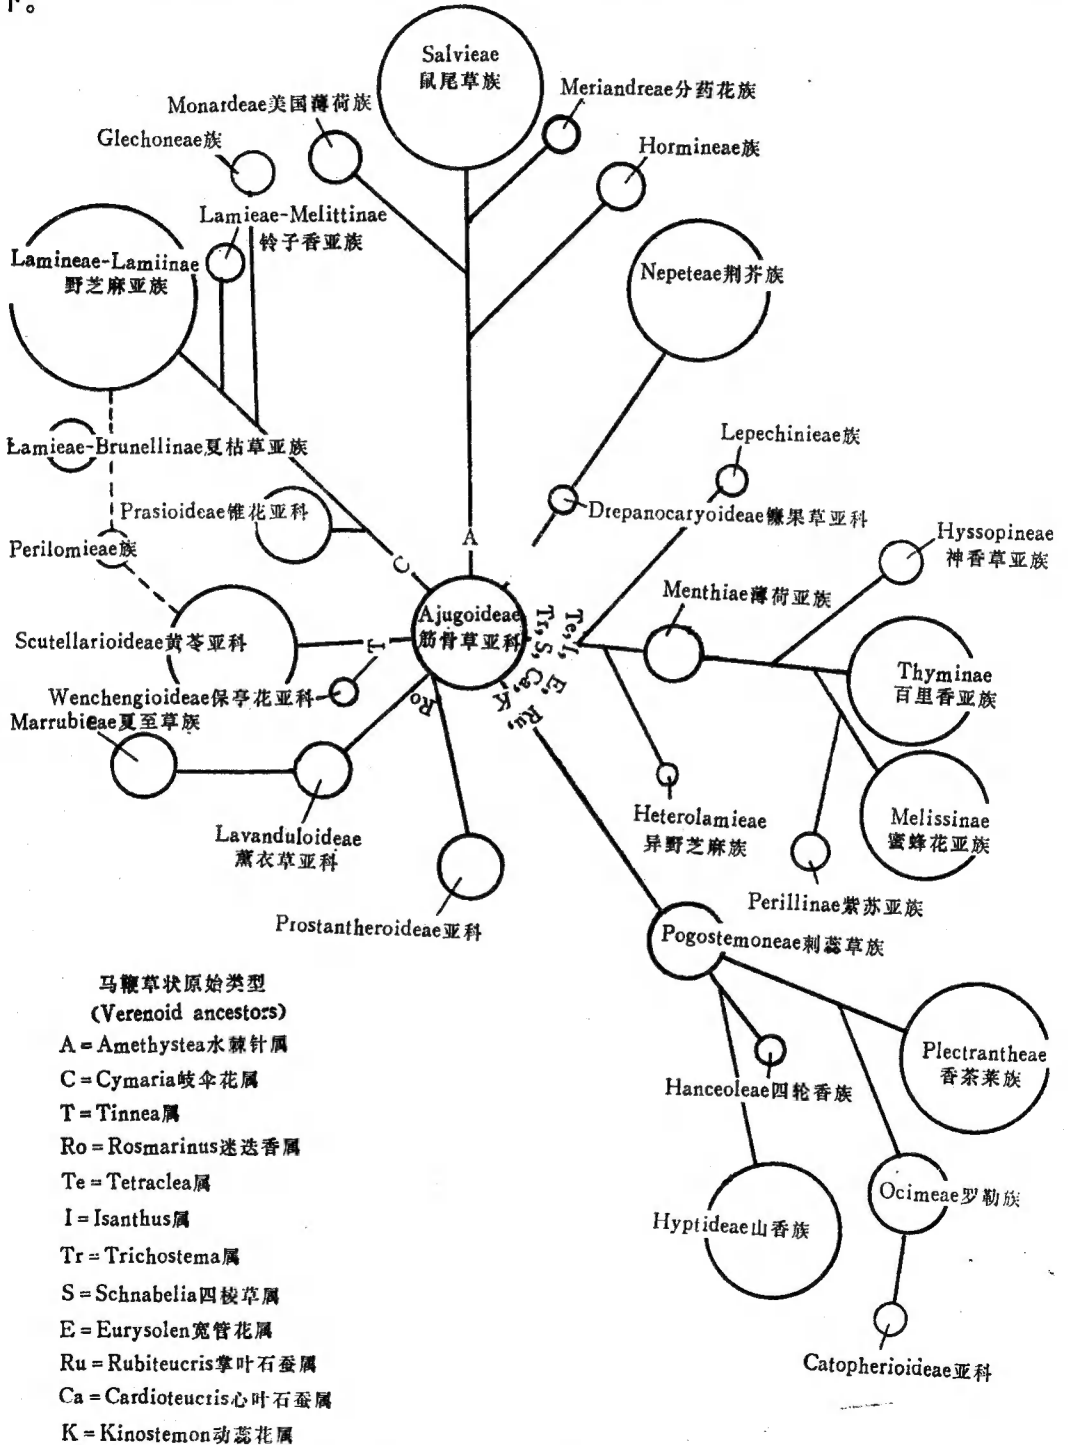 下。
Salvieae
鼠尾草族
Meriandreae分药花族
Monardeae美国薄荷族
Glechoneae族
Hormineae族
Lamieae-Melittinae
铃子香亚族
Lamineae-Lamiinae
野芝麻亚族
Nepeteae荆芥族
Lamieae-Brunellinae夏枯草亚族
Lepechinieae族
Prasioideae锥花亚科
Drepanocaryoideae镰果草亚科
Perilomieae族
A
C
Hyssopineae
神香草亚族
Menthiae薄荷亚族
Ajugoideae
筋骨草亚科
Te, I,
Tr, S,
E,
Ca,
K
Ru,
Scutellarioideae黄芩亚科
T
Thyminae
百里香亚族
Wenchengioideae保亭花亚科
Ro
Marrubieae夏至草族
Heterolamieae
异野芝麻族
Melissinae
蜜蜂花亚族
Lavanduloideae
薰衣草亚科
Perillinae紫苏亚族
Prostantheroideae亚科
Pogostemoneae刺蕊草族
马鞭草状原始类型
(Verenoid ancestors)
A=Amethystea水棘针属
C=Cymaria歧伞花属
T=Tinnea属
Ro=Rosmarinus迷迭香属
Te=Tetraclea属
I=Isanthus属
Tr=Trichostema属
S=Schnabelia四棱草属
E=Eurysolen宽管花属
Ru=Rubiteucris掌叶石蚕属
Ca=Cardioteucris心叶石蚕属
K=Kinostemon动蕊花属
Plectrantheae
香茶菜族
Hanceoleae四轮香族
Ocimeae罗勒族
Hyptideae山香族
Catopherioideae亚科